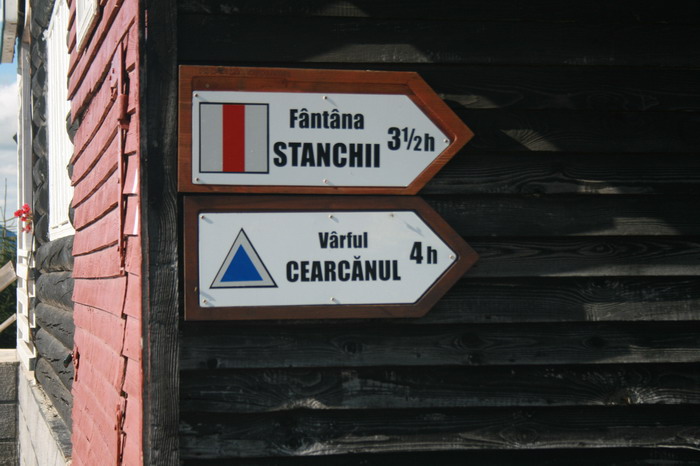 Fântâna
STANCHII 3½h
Vârful
CEARCĂNUL 4h